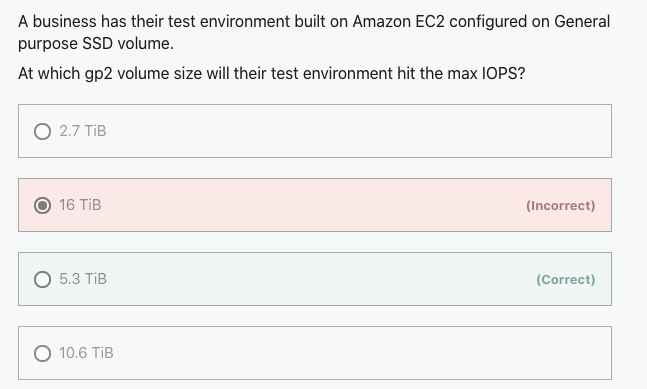 A business has their test environment built on Amazon EC2 configured on General
purpose SSD volume.
At which gp2 volume size will their test environment hit the max IOPS?
2.7 TiB
16 TiB (Incorrect)
5.3 TiB (Correct)
10.6 TiB